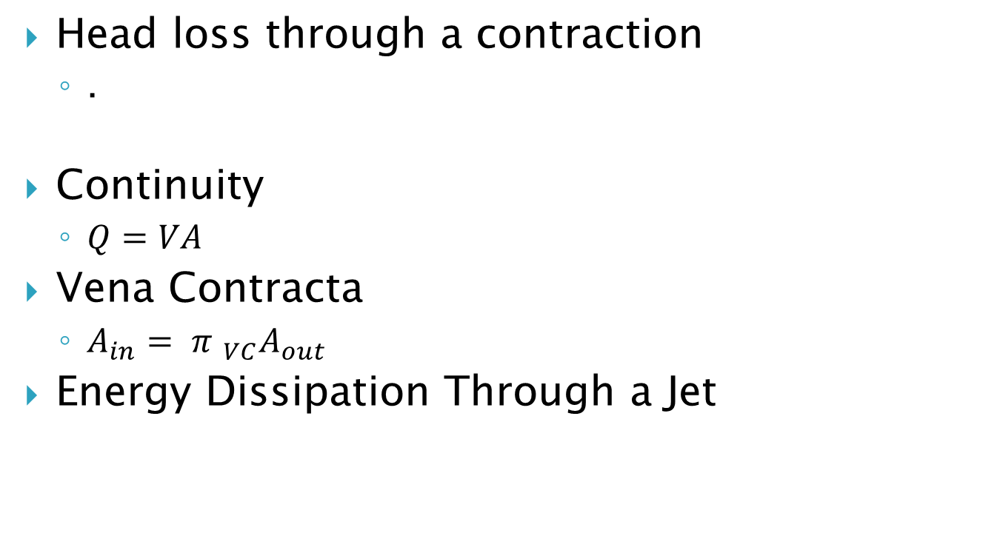 Head loss through a contraction
.
Continuity
Q = VA
Vena Contracta
A_in = π_VC A_out
Energy Dissipation Through a Jet